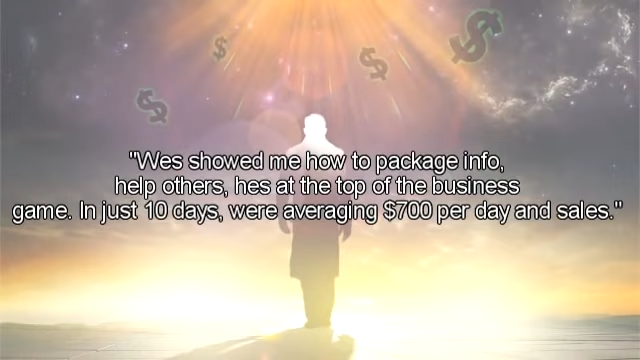 "Wes showed me how to package info,
help others, hes at the top of the business
game. In just 10 days, were averaging $700 per day and sales."